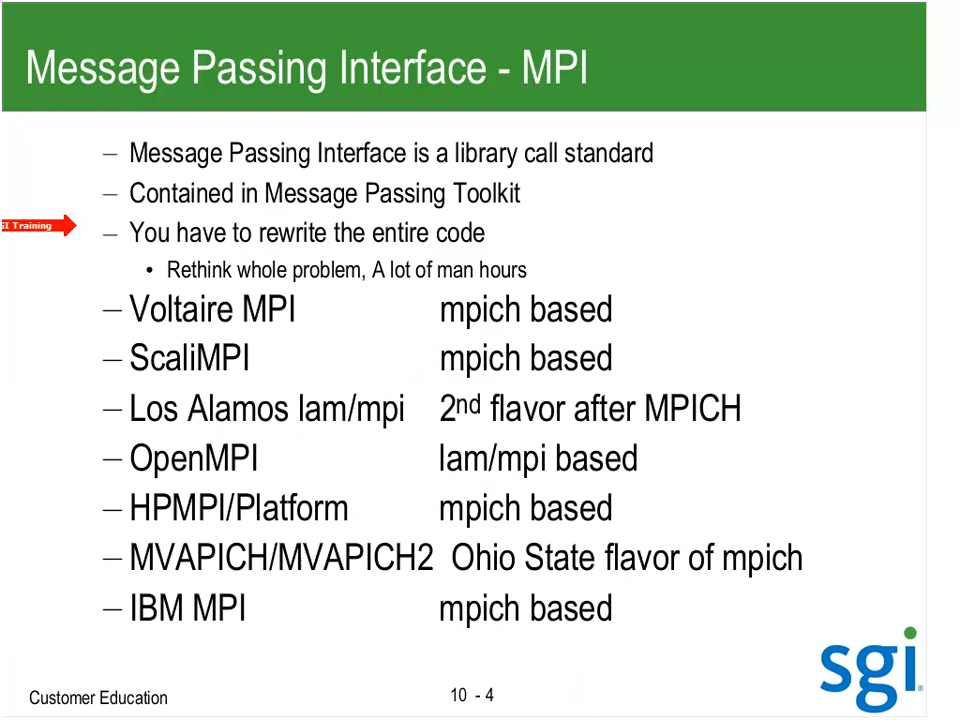 Message Passing Interface - MPI
– Message Passing Interface is a library call standard
– Contained in Message Passing Toolkit
GI Training
– You have to rewrite the entire code
• Rethink whole problem, A lot of man hours
– Voltaire MPI mpich based
– ScaliMPI mpich based
– Los Alamos lam/mpi 2nd flavor after MPICH
– OpenMPI lam/mpi based
– HPMPI/Platform mpich based
– MVAPICH/MVAPICH2 Ohio State flavor of mpich
– IBM MPI mpich based
sgi®
Customer Education
10 - 4